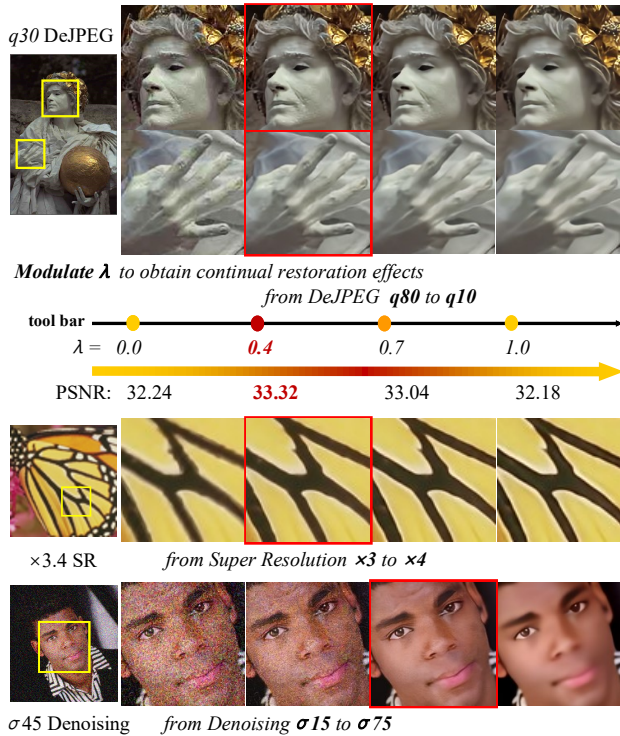 q30 DeJPEG
Modulate λ to obtain continual restoration effects
from DeJPEG q80 to q10
tool bar
λ = 0.0 0.4 0.7 1.0
PSNR: 32.24 33.32 33.04 32.18
×3.4 SR from Super Resolution ×3 to ×4
σ45 Denoising from Denoising σ15 to σ75